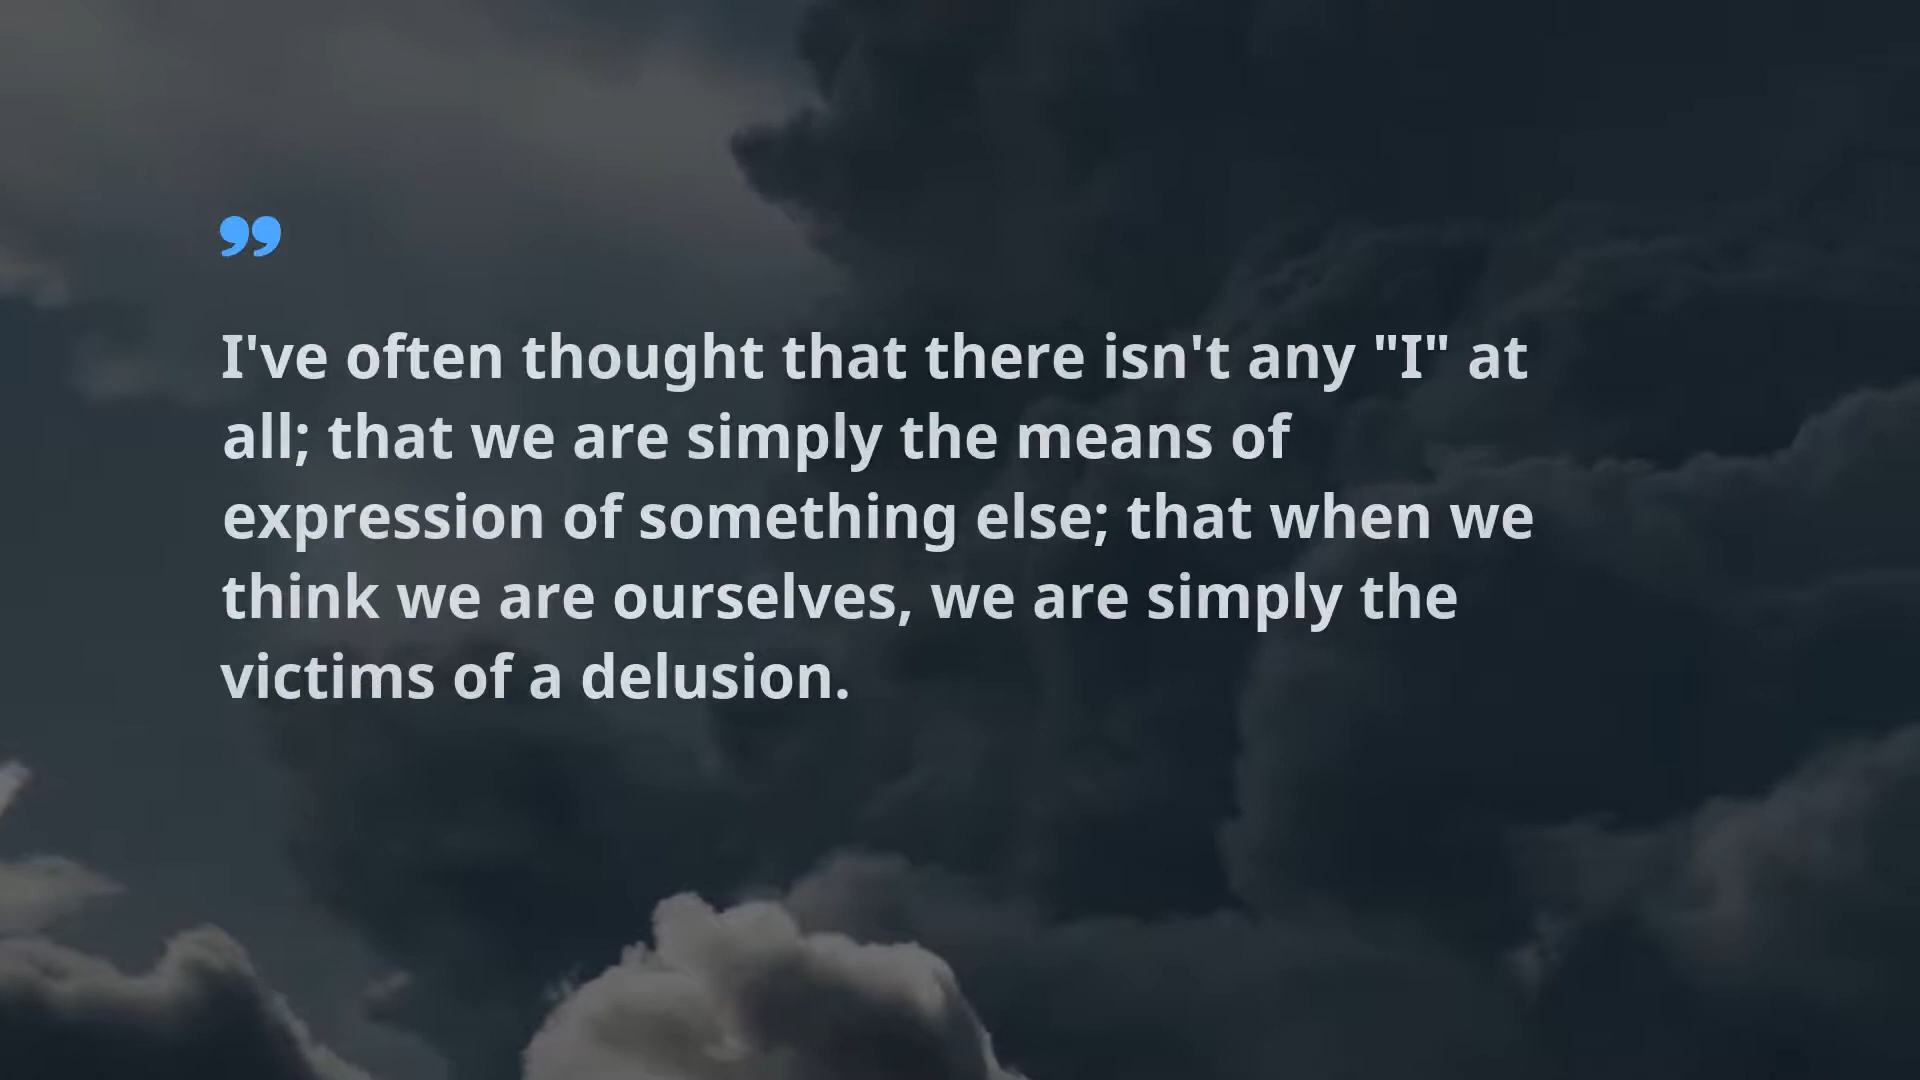 ”
I've often thought that there isn't any "I" at
all; that we are simply the means of
expression of something else; that when we
think we are ourselves, we are simply the
victims of a delusion.